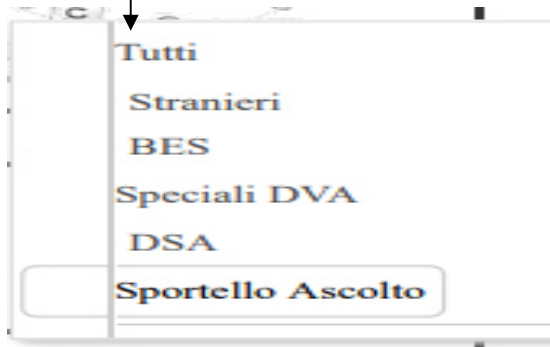 Tutti
Stranieri
BES
Speciali DVA
DSA
Sportello Ascolto